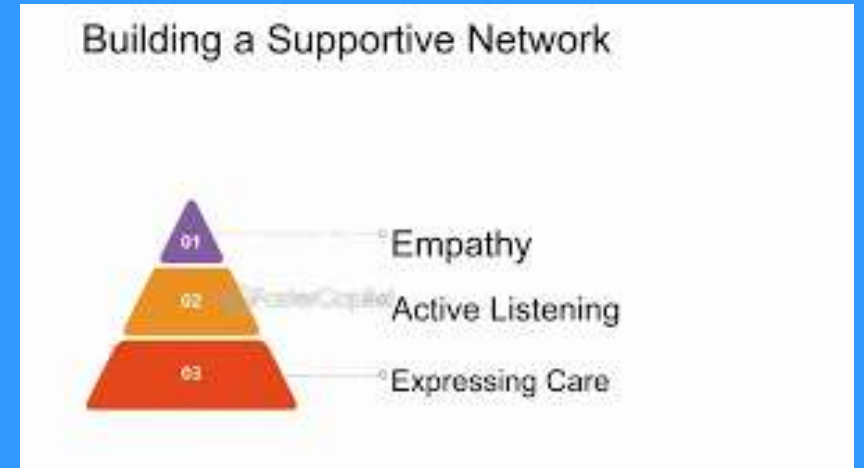 Building a Supportive Network
01
Empathy
02
Active Listening
03
Expressing Care